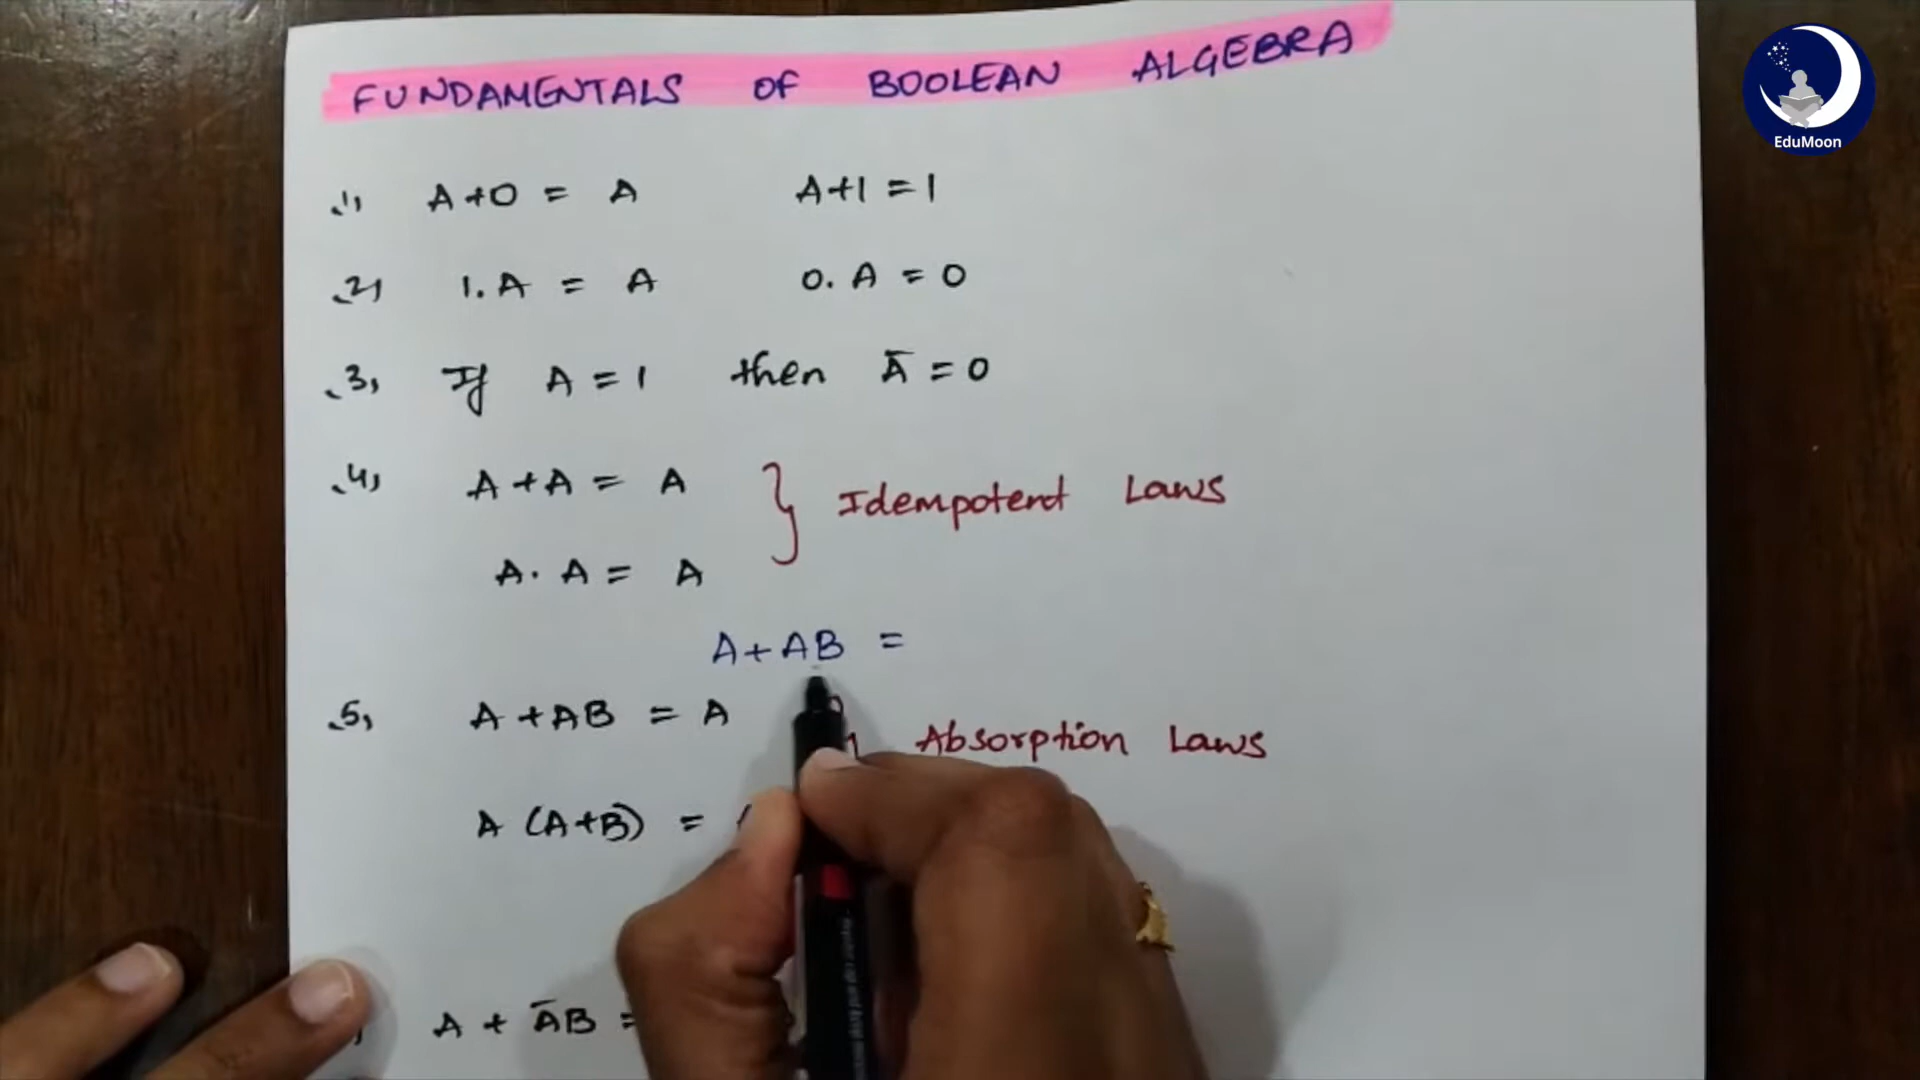 FUNDAMENTALS OF BOOLEAN ALGEBRA
EduMoon
1, A+0 = A A+1 = 1
2, 1.A = A 0.A = 0
3, If A = 1 then Ā = 0
4, A+A = A } Idempotent Laws
A.A = A
A+AB =
5, A+AB = A Absorption Laws
A (A+B) =
A + ĀB =